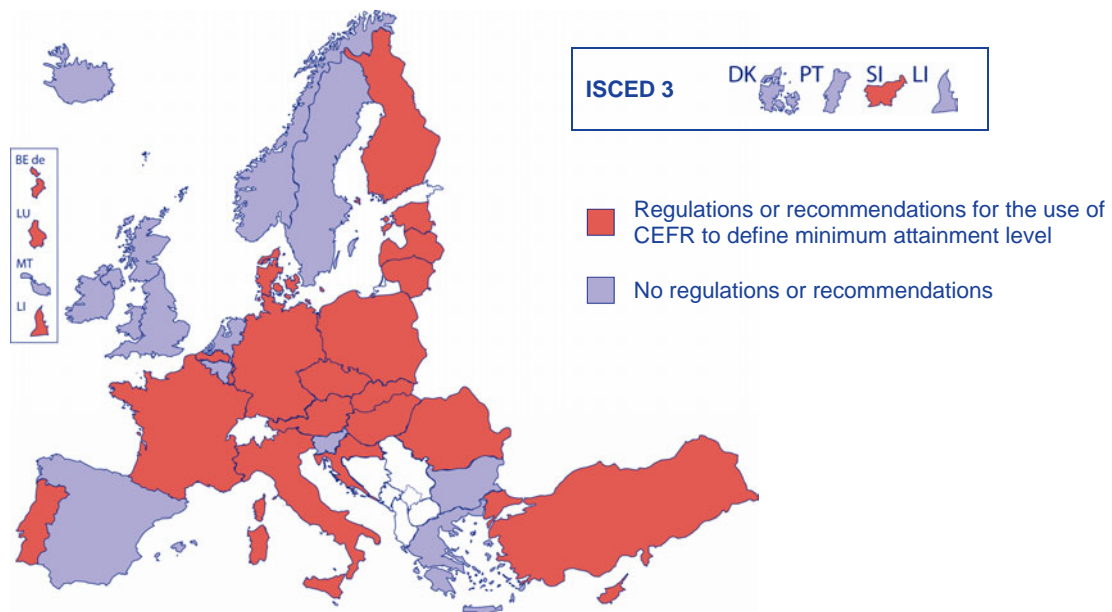 ISCED 3
DK PT SI LI
BE de
LU
MT
LI
Regulations or recommendations for the use of
CEFR to define minimum attainment level
No regulations or recommendations